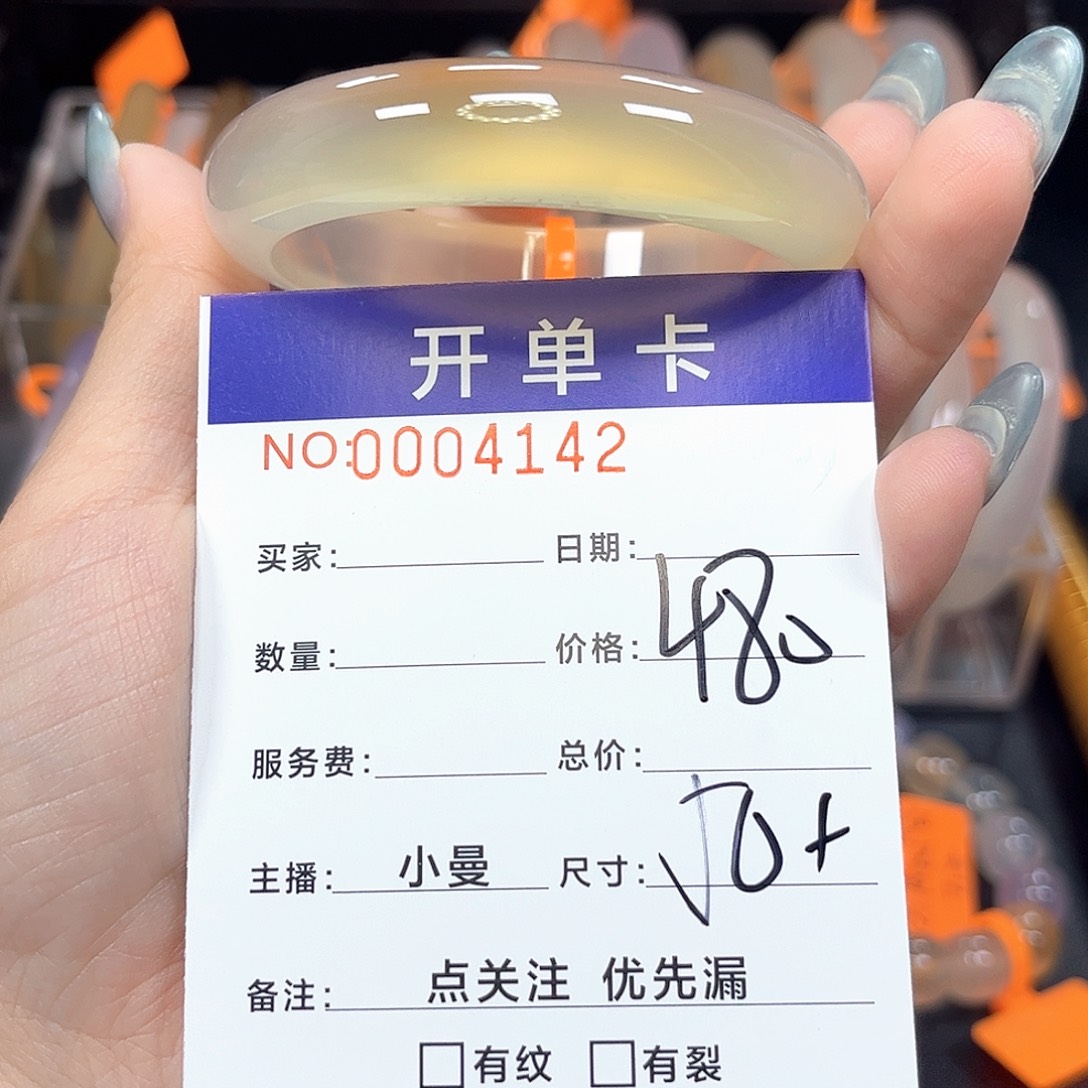 开单卡
NO:0004142
买家: 日期:
数量: 价格: 480
服务费: 总价:
主播: 小曼 尺寸: 50+
备注: 点关注 优先漏
□有纹 □有裂